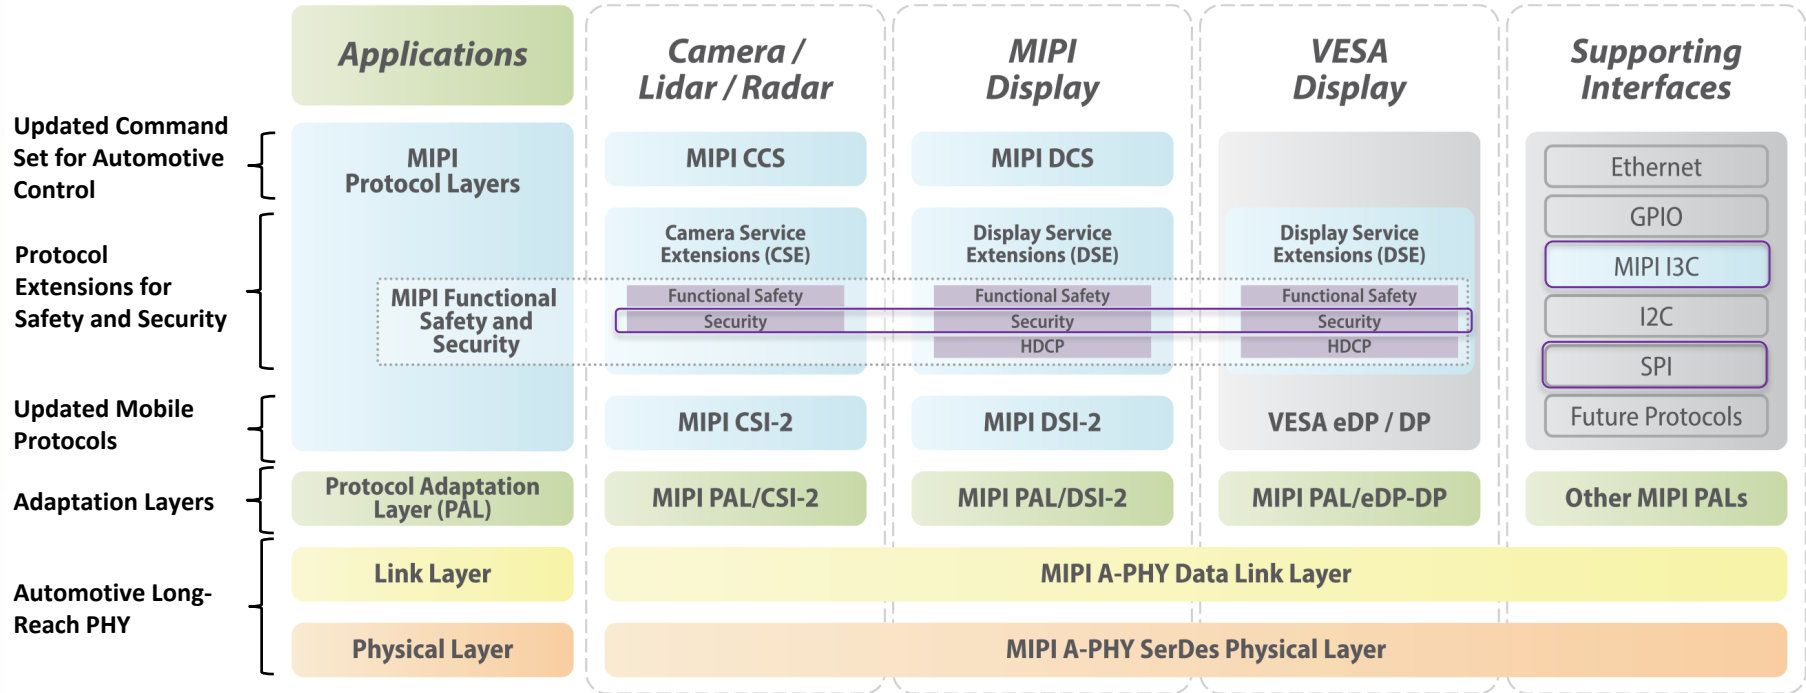 Applications
Camera /
Lidar / Radar
MIPI
Display
VESA
Display
Supporting
Interfaces
Updated Command
Set for Automotive
Control
MIPI
Protocol Layers
MIPI CCS
MIPI DCS
Ethernet
GPIO
MIPI I3C
I2C
SPI
Future Protocols
Protocol
Extensions for
Safety and Security
MIPI Functional
Safety and
Security
Camera Service
Extensions (CSE)
Functional Safety
Security
Display Service
Extensions (DSE)
Functional Safety
Security
HDCP
Display Service
Extensions (DSE)
Functional Safety
Security
HDCP
Updated Mobile
Protocols
MIPI CSI-2
MIPI DSI-2
VESA eDP / DP
Adaptation Layers
Protocol Adaptation
Layer (PAL)
MIPI PAL/CSI-2
MIPI PAL/DSI-2
MIPI PAL/eDP-DP
Other MIPI PALs
Automotive Long-
Reach PHY
Link Layer
MIPI A-PHY Data Link Layer
Physical Layer
MIPI A-PHY SerDes Physical Layer